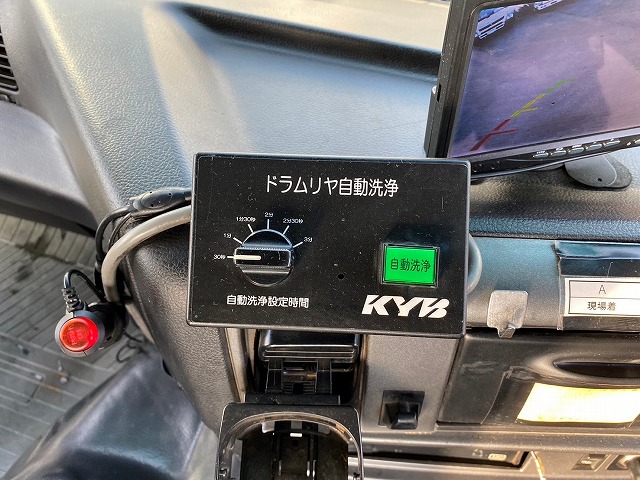 ドラムリヤ自動洗浄
30秒
1分
1分30秒
2分
2分30秒
3分
自動洗浄
自動洗浄設定時間
KYB
A
現場着